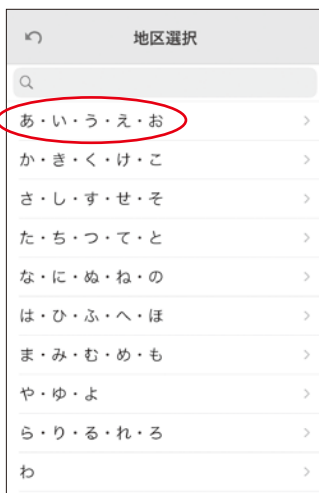 地区選択
あ・い・う・え・お
か・き・く・け・こ
さ・し・す・せ・そ
た・ち・つ・て・と
な・に・ぬ・ね・の
は・ひ・ふ・へ・ほ
ま・み・む・め・も
や・ゆ・よ
ら・り・る・れ・ろ
わ